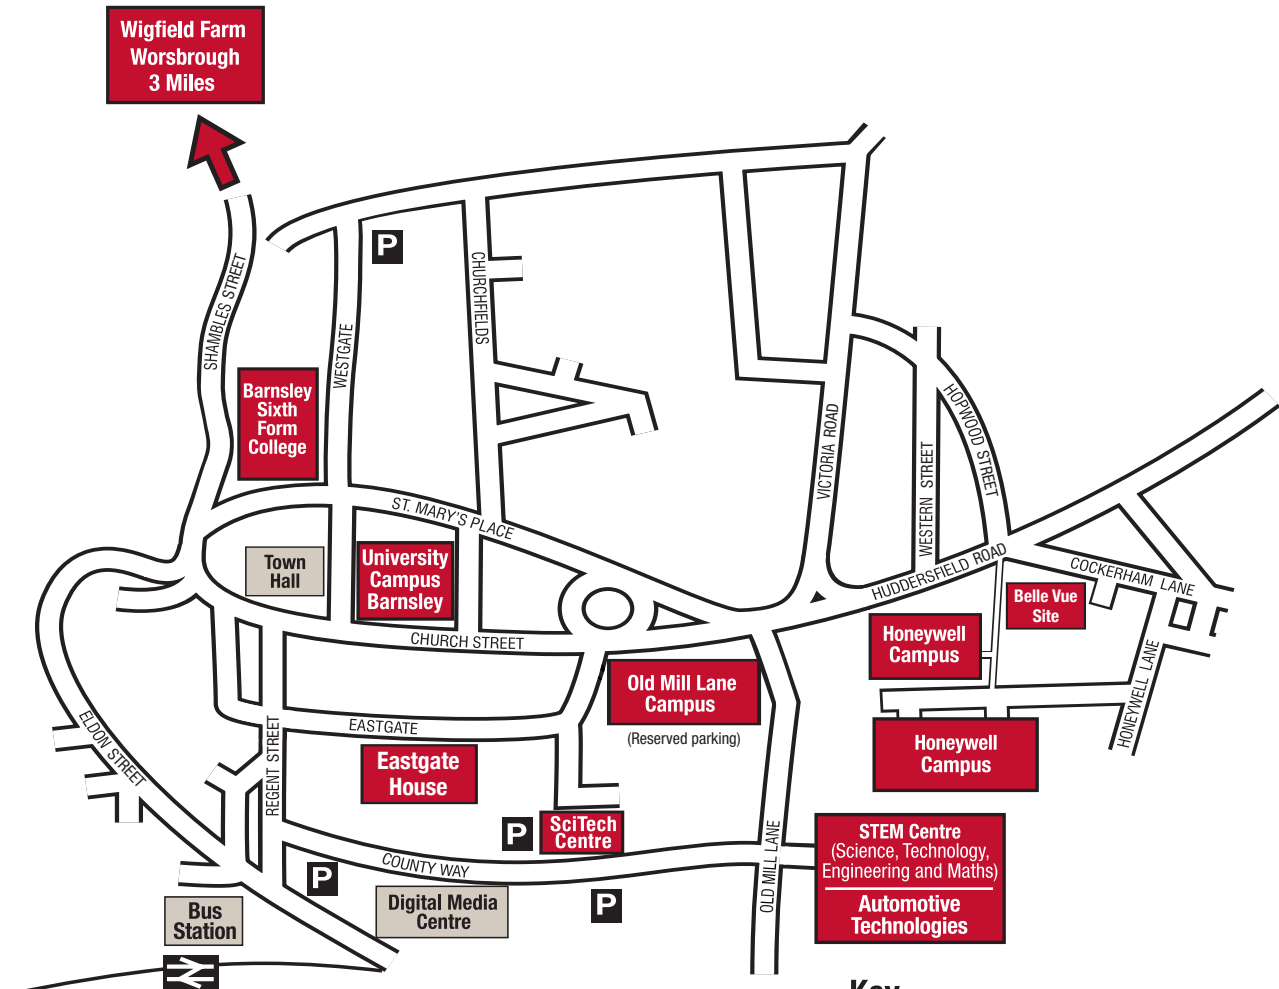 Wigfield Farm
Worsbrough
3 Miles
P
SHAMBLES STREET
WESTGATE
CHURCHFIELDS
Barnsley
Sixth
Form
College
VICTORIA ROAD
HOPWOOD STREET
WESTERN STREET
ST. MARY'S PLACE
HUDDERSFIELD ROAD
COCKERHAM LANE
Town
Hall
University
Campus
Barnsley
Belle Vue
Site
CHURCH STREET
Honeywell
Campus
HONEYWELL LANE
Old Mill Lane
Campus
(Reserved parking)
ELDON STREET
REGENT STREET
EASTGATE
Eastgate
House
Honeywell
Campus
P
SciTech
Centre
OLD MILL LANE
STEM Centre
(Science, Technology,
Engineering and Maths)
Automotive
Technologies
COUNTY WAY
P
Digital Media
Centre
P
Bus
Station
Key